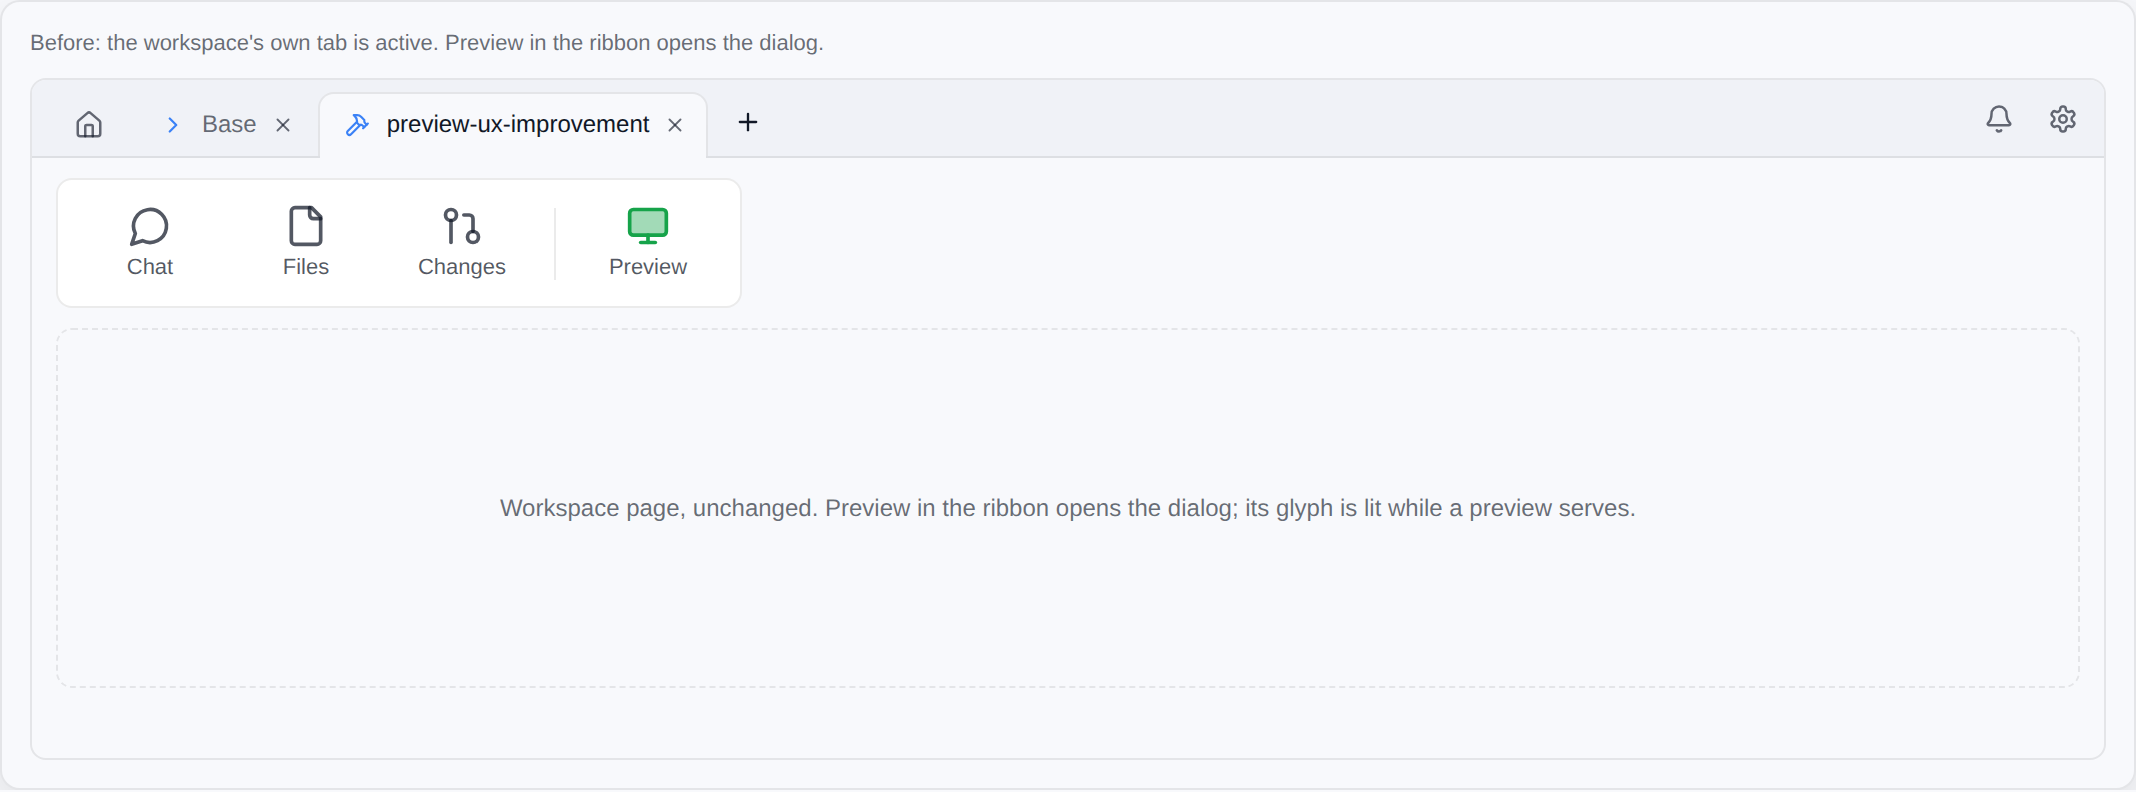 Before: the workspace's own tab is active. Preview in the ribbon opens the dialog.
Base
preview-ux-improvement
Chat
Files
Changes
Preview
Workspace page, unchanged. Preview in the ribbon opens the dialog; its glyph is lit while a preview serves.